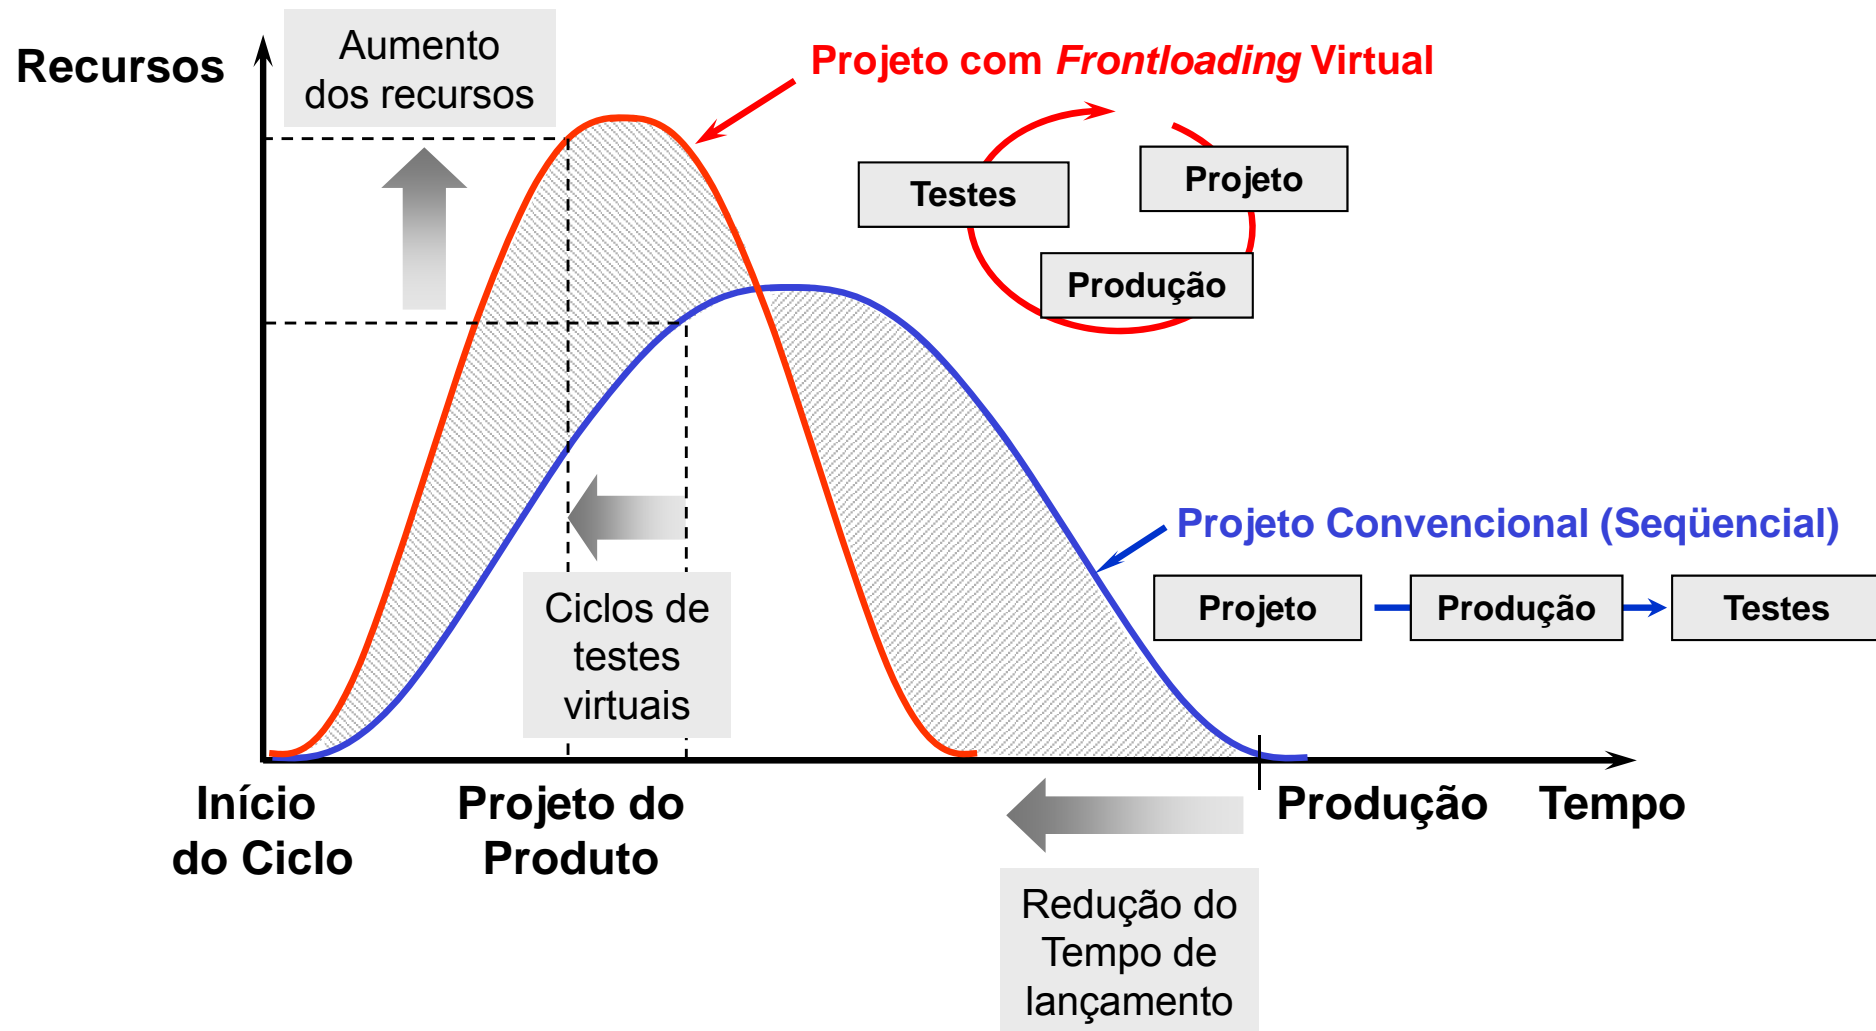 Recursos
Aumento
dos recursos
Projeto com Frontloading Virtual
Testes
Projeto
Produção
Projeto Convencional (Seqüencial)
Projeto
Produção
Testes
Ciclos de
testes
virtuais
Início
do Ciclo
Projeto do
Produto
Produção
Tempo
Redução do
Tempo de
lançamento